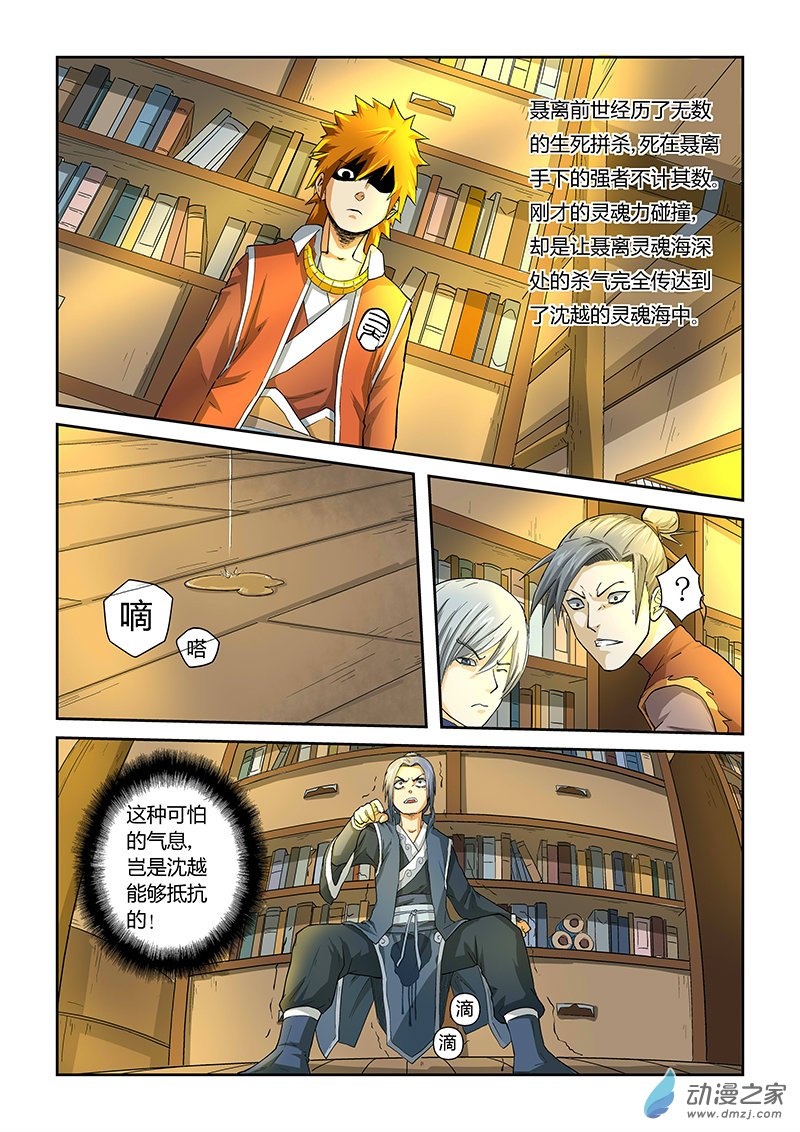 聂离前世经历了无数
的生死拼杀,死在聂离
手下的强者不计其数。
刚才的灵魂力碰撞,
却是让聂离灵魂海深
处的杀气完全传达到
了沈越的灵魂海中。
嘀
嗒
?
这种可怕
的气息,
岂是沈越
能够抵抗
的!
滴
滴
动漫之家
www.dmzj.com